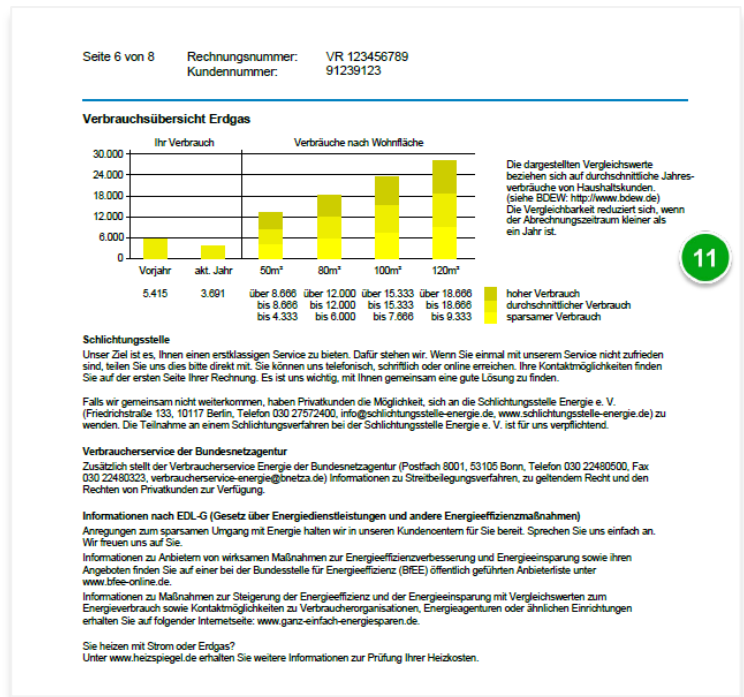 Seite 6 von 8 Rechnungsnummer: VR 123456789
Kundennummer: 91239123
Verbrauchsübersicht Erdgas
Ihr Verbrauch Verbräuche nach Wohnfläche
30.000
24.000
18.000
12.000
6.000
0
Vorjahr akt. Jahr 50m² 80m² 100m² 120m²
5.415 3.691 über 8.666 über 12.000 über 15.333 über 18.666 hoher Verbrauch
bis 8.666 bis 12.000 bis 15.333 bis 18.666 durchschnittlicher Verbrauch
bis 4.333 bis 6.000 bis 7.666 bis 9.333 sparsamer Verbrauch
Die dargestellten Vergleichswerte
beziehen sich auf durchschnittliche Jahres-
verbräuche von Haushaltskunden.
(siehe BDEW: http://www.bdew.de)
Die Vergleichbarkeit reduziert sich, wenn
der Abrechnungszeitraum kleiner als
ein Jahr ist.
11
Schlichtungsstelle
Unser Ziel ist es, Ihnen einen erstklassigen Service zu bieten. Dafür stehen wir. Wenn Sie einmal mit unserem Service nicht zufrieden
sind, teilen Sie uns dies bitte direkt mit. Sie können uns telefonisch, schriftlich oder online erreichen. Ihre Kontaktmöglichkeiten finden
Sie auf der ersten Seite Ihrer Rechnung. Es ist uns wichtig, mit Ihnen gemeinsam eine gute Lösung zu finden.
Falls wir gemeinsam nicht weiterkommen, haben Privatkunden die Möglichkeit, sich an die Schlichtungsstelle Energie e. V.
(Friedrichstraße 133, 10117 Berlin, Telefon 030 27572400, info@schlichtungsstelle-energie.de, www.schlichtungsstelle-energie.de) zu
wenden. Die Teilnahme an einem Schlichtungsverfahren bei der Schlichtungsstelle Energie e. V. ist für uns verpflichtend.
Verbraucherservice der Bundesnetzagentur
Zusätzlich stellt der Verbraucherservice Energie der Bundesnetzagentur (Postfach 8001, 53105 Bonn, Telefon 030 22480500, Fax
030 22480323, verbraucherservice-energie@bnetza.de) Informationen zu Streitbeilegungsverfahren, zu geltendem Recht und den
Rechten von Privatkunden zur Verfügung.
Informationen nach EDL-G (Gesetz über Energiedienstleistungen und andere Energieeffizienzmaßnahmen)
Anregungen zum sparsamen Umgang mit Energie halten wir in unseren Kundencentern für Sie bereit. Sprechen Sie uns einfach an.
Wir freuen uns auf Sie.
Informationen zu Anbietern von wirksamen Maßnahmen zur Energieeffizienzverbesserung und Energieeinsparung sowie ihren
Angeboten finden Sie auf einer bei der Bundesstelle für Energieeffizienz (BfEE) öffentlich geführten Anbieterliste unter
www.bfee-online.de.
Informationen zu Maßnahmen zur Steigerung der Energieeffizienz und der Energieeinsparung mit Vergleichswerten zum
Energieverbrauch sowie Kontaktmöglichkeiten zu Verbraucherorganisationen, Energieagenturen oder ähnlichen Einrichtungen
erhalten Sie auf folgender Internetseite: www.ganz-einfach-energiesparen.de.
Sie heizen mit Strom oder Erdgas?
Unter www.heizspiegel.de erhalten Sie weitere Informationen zur Prüfung Ihrer Heizkosten.